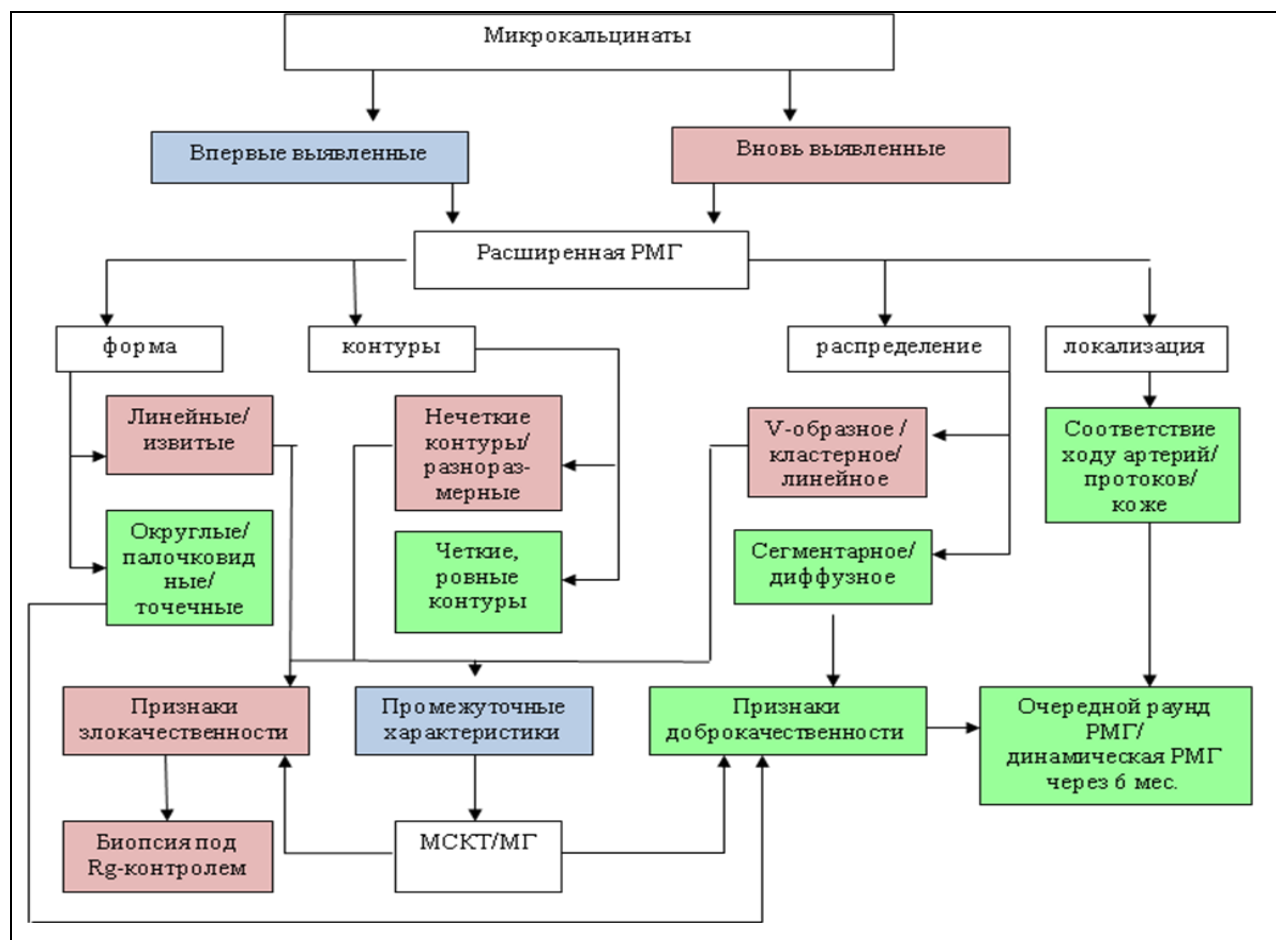 Микрокальцинаты
Впервые выявленные
Вновь выявленные
Расширенная РМГ
форма
контуры
распределение
локализация
Линейные/
извитые
Нечеткие
контуры/
разнораз-
мерные
V-образное /
кластерное/
линейное
Соответствие
ходу артерий/
протоков/
коже
Округлые/
палочковид
ные/
точечные
Четкие,
ровные
контуры
Сегментарное/
диффузное
Признаки
злокачественности
Промежуточные
характеристики
Признаки
доброкачественности
Очередной раунд
РМГ/
динамическая РМГ
через 6 мес.
Биопсия под
Rg-контролем
МСКТ/МГ